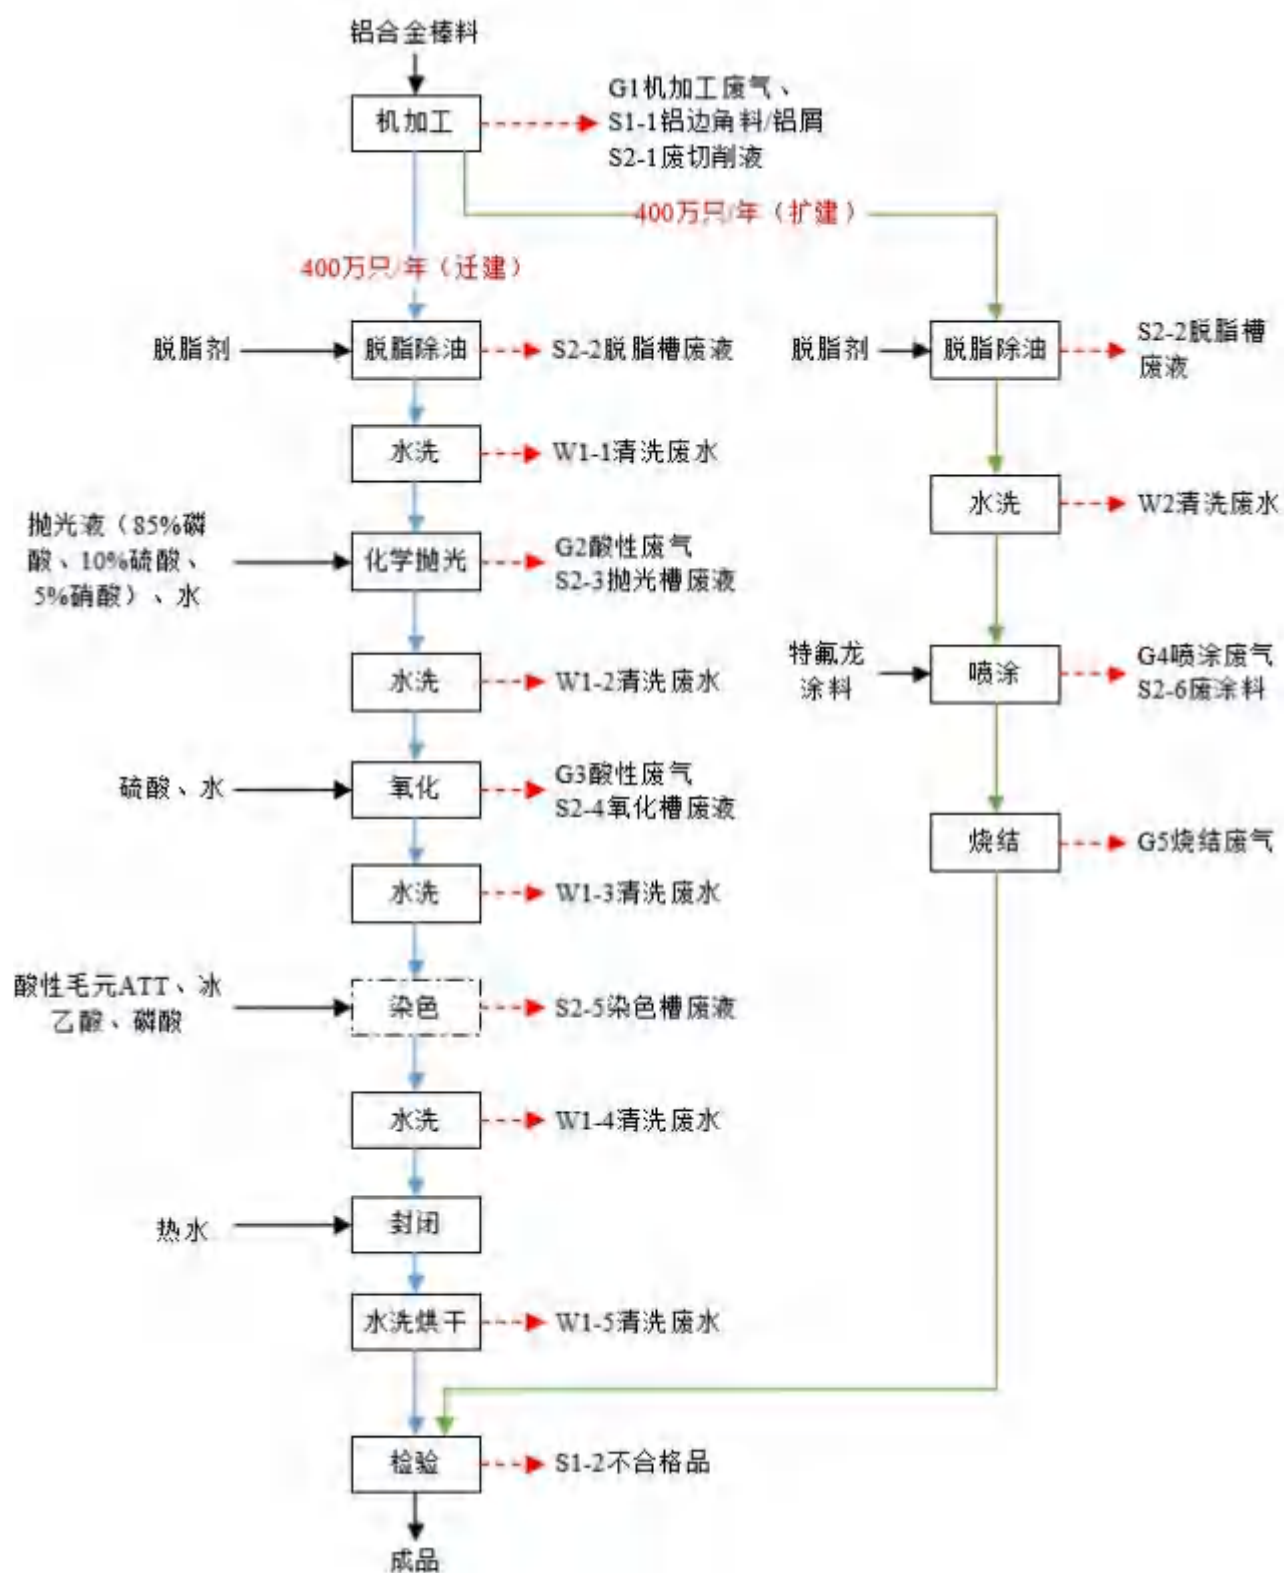 铝合金棒料
机加工
G1机加工废气、
S1-1铝边角料/铝屑
S2-1废切削液
400万只/年（扩建）
400万只/年（迁建）
脱脂剂
脱脂除油
S2-2脱脂槽废液
脱脂剂
脱脂除油
S2-2脱脂槽
废液
水洗
W1-1清洗废水
水洗
W2清洗废水
抛光液（85%磷
酸、10%硫酸、
5%硝酸）、水
化学抛光
G2酸性废气
S2-3抛光槽废液
水洗
W1-2清洗废水
特氟龙
涂料
喷涂
G4喷涂废气
S2-6废涂料
硫酸、水
氧化
G3酸性废气
S2-4氧化槽废液
烧结
G5烧结废气
水洗
W1-3清洗废水
酸性毛元ATT、冰
乙酸、磷酸
染色
S2-5染色槽废液
水洗
W1-4清洗废水
热水
封闭
水洗烘干
W1-5清洗废水
检验
S1-2不合格品
成品